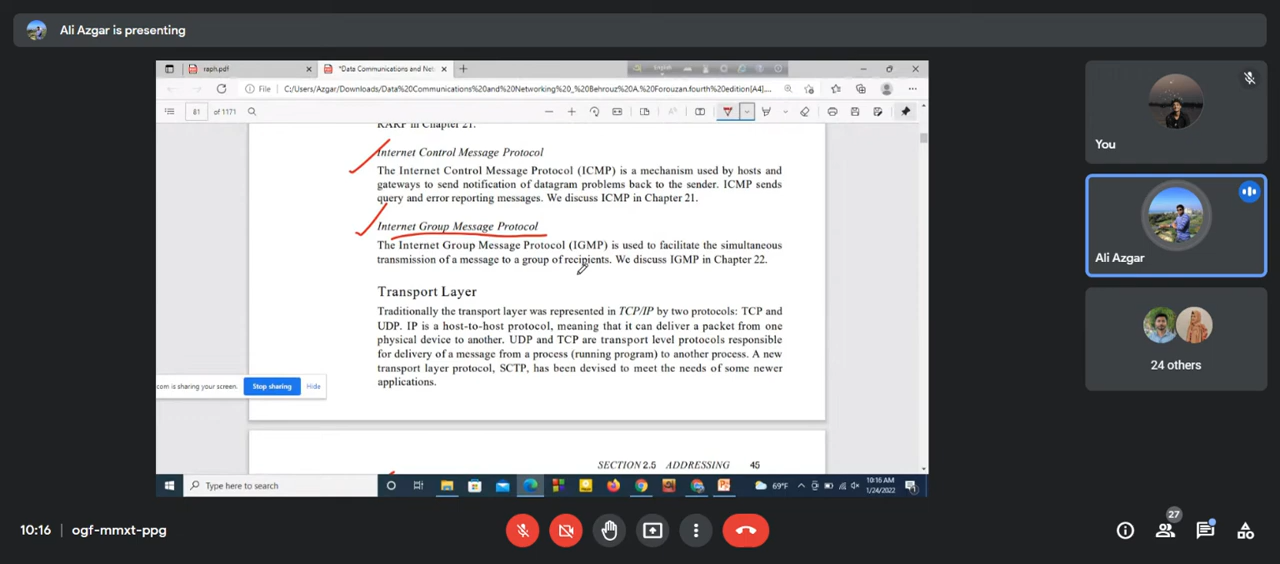 Ali Azgar is presenting
raph.pdf
*Data Communications and Net
English
File
C:/Users/Azgar/Downloads/Data%20Communications%20and%20Networking%20_%20Behrouz%20A.%20Forouzan.fourth%20edition[A4]
81 of 1171
RARP in Chapter 21.
Internet Control Message Protocol
The Internet Control Message Protocol (ICMP) is a mechanism used by hosts and
gateways to send notification of datagram problems back to the sender. ICMP sends
query and error reporting messages. We discuss ICMP in Chapter 21.
Internet Group Message Protocol
The Internet Group Message Protocol (IGMP) is used to facilitate the simultaneous
transmission of a message to a group of recipients. We discuss IGMP in Chapter 22.
Transport Layer
Traditionally the transport layer was represented in TCP/IP by two protocols: TCP and
UDP. IP is a host-to-host protocol, meaning that it can deliver a packet from one
physical device to another. UDP and TCP are transport level protocols responsible
for delivery of a message from a process (running program) to another process. A new
transport layer protocol, SCTP, has been devised to meet the needs of some newer
applications.
com is sharing your screen.
Stop sharing
Hide
SECTION 2.5 ADDRESSING 45
Type here to search
69°F
10:16 AM
1/24/2022
You
Ali Azgar
24 others
10:16 | ogf-mmxt-ppg
27